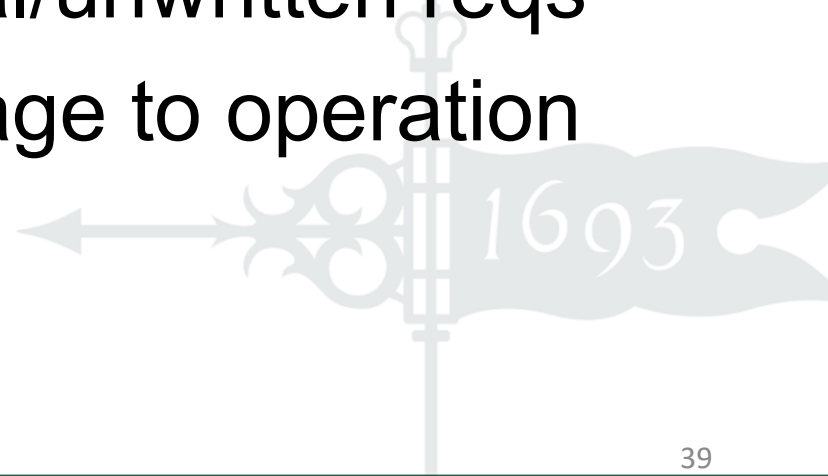 al/unwritten reqs
age to operation
1693
39